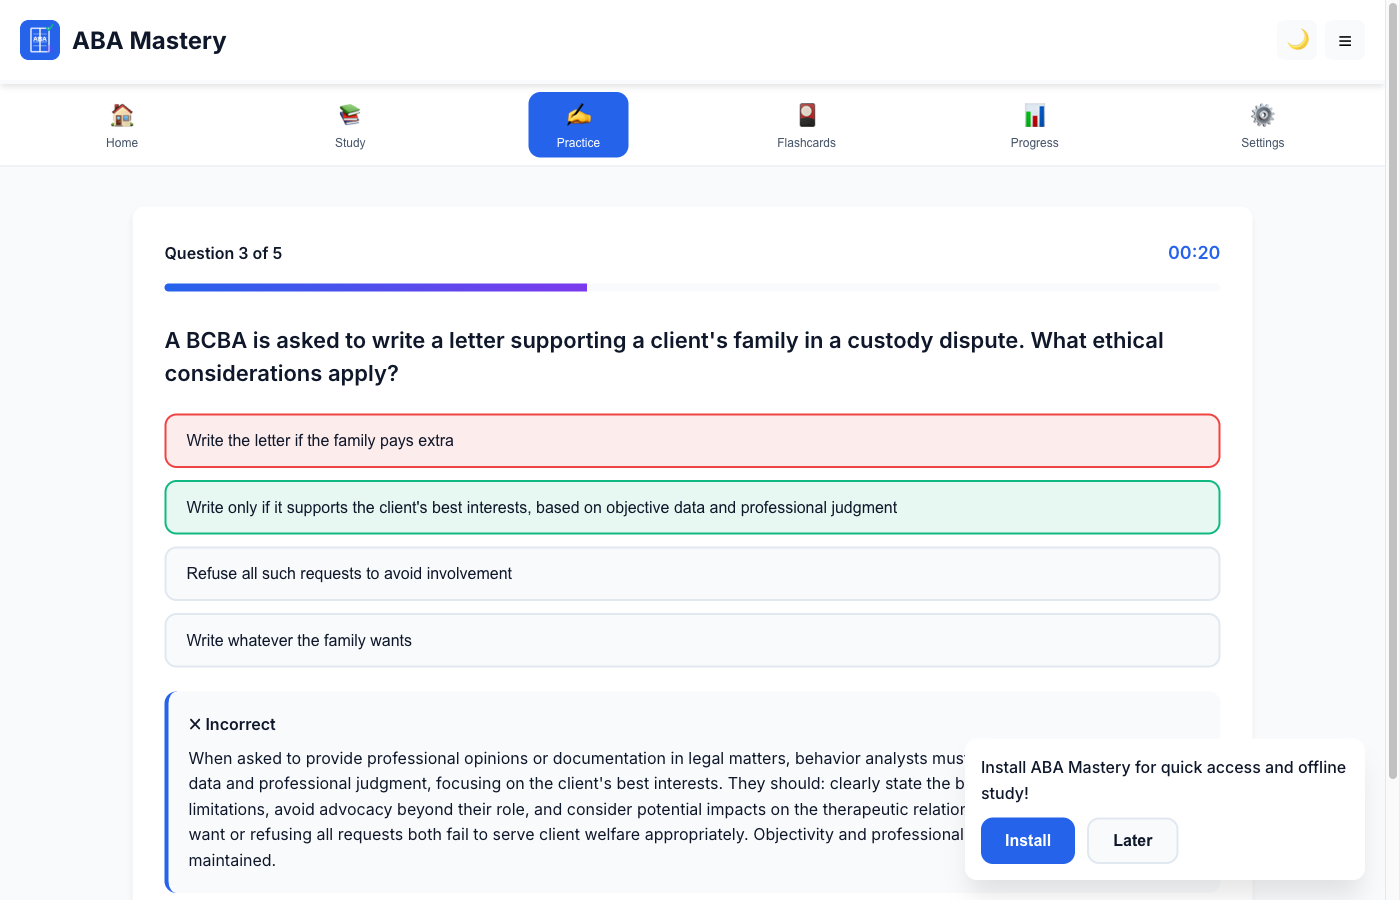 ABA
ABA Mastery
Home
Study
Practice
Flashcards
Progress
Settings
Question 3 of 5
00:20
A BCBA is asked to write a letter supporting a client's family in a custody dispute. What ethical
considerations apply?
Write the letter if the family pays extra
Write only if it supports the client's best interests, based on objective data and professional judgment
Refuse all such requests to avoid involvement
Write whatever the family wants
✕ Incorrect
When asked to provide professional opinions or documentation in legal matters, behavior analysts
data and professional judgment, focusing on the client's best interests. They should: clearly state the
limitations, avoid advocacy beyond their role, and consider potential impacts on the therapeutic
want or refusing all requests both fail to serve client welfare appropriately. Objectivity and professional
maintained.
Install ABA Mastery for quick access and offline
study!
Install
Later